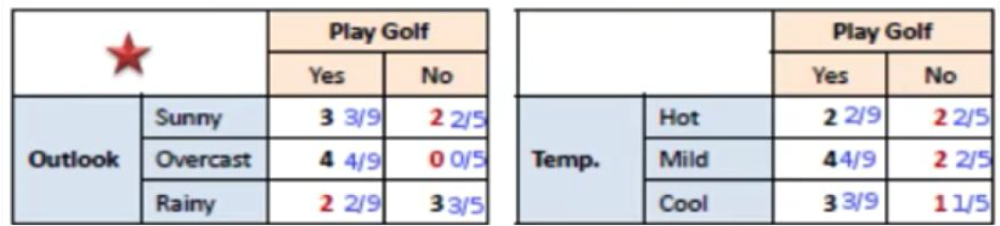 Play Golf
Yes No
Outlook
Sunny 3 3/9 2 2/5
Overcast 4 4/9 0 0/5
Rainy 2 2/9 3 3/5
Play Golf
Yes No
Temp.
Hot 2 2/9 2 2/5
Mild 4 4/9 2 2/5
Cool 3 3/9 1 1/5